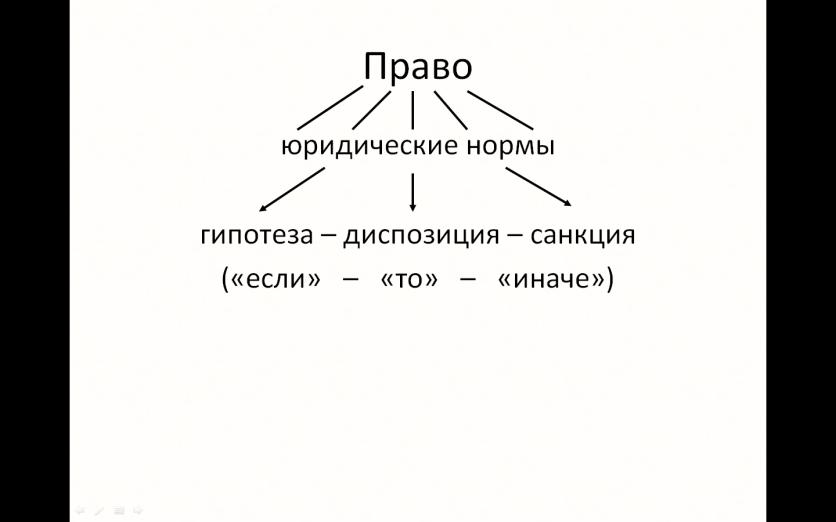 Право
юридические нормы
гипотеза – диспозиция – санкция
(«если» – «то» – «иначе»)